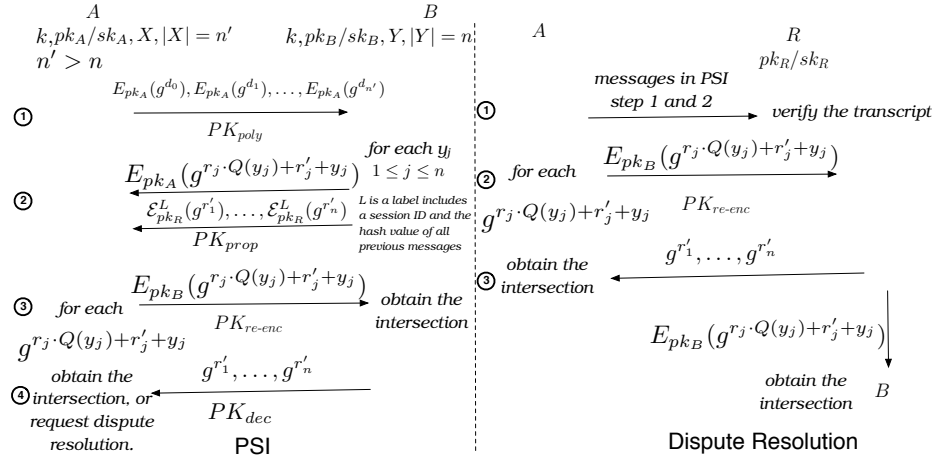 A
B
k, pk_A/sk_A, X, |X| = n′
k, pk_B/sk_B, Y, |Y| = n
n′ > n
① E_{pk_A}(g^{d_0}), E_{pk_A}(g^{d_1}), . . . , E_{pk_A}(g^{d_{n′}})
PK_{poly}
② E_{pk_A}(g^{r_j·Q(y_j)+r′_j+y_j})
for each y_j
1 ≤ j ≤ n
ℰ^L_{pk_R}(g^{r′_1}), . . . , ℰ^L_{pk_R}(g^{r′_n})
PK_{prop}
L is a label includes
a session ID and the
hash value of all
previous messages
③ for each
g^{r_j·Q(y_j)+r′_j+y_j}
E_{pk_B}(g^{r_j·Q(y_j)+r′_j+y_j})
PK_{re-enc}
obtain the
intersection
④ obtain the
intersection, or
request dispute
resolution.
g^{r′_1}, . . . , g^{r′_n}
PK_{dec}
PSI
A
R
pk_R/sk_R
① messages in PSI
step 1 and 2
verify the transcript
② for each
g^{r_j·Q(y_j)+r′_j+y_j}
E_{pk_B}(g^{r_j·Q(y_j)+r′_j+y_j})
PK_{re-enc}
③ obtain the
intersection
g^{r′_1}, . . . , g^{r′_n}
E_{pk_B}(g^{r_j·Q(y_j)+r′_j+y_j})
obtain the
intersection
B
Dispute Resolution